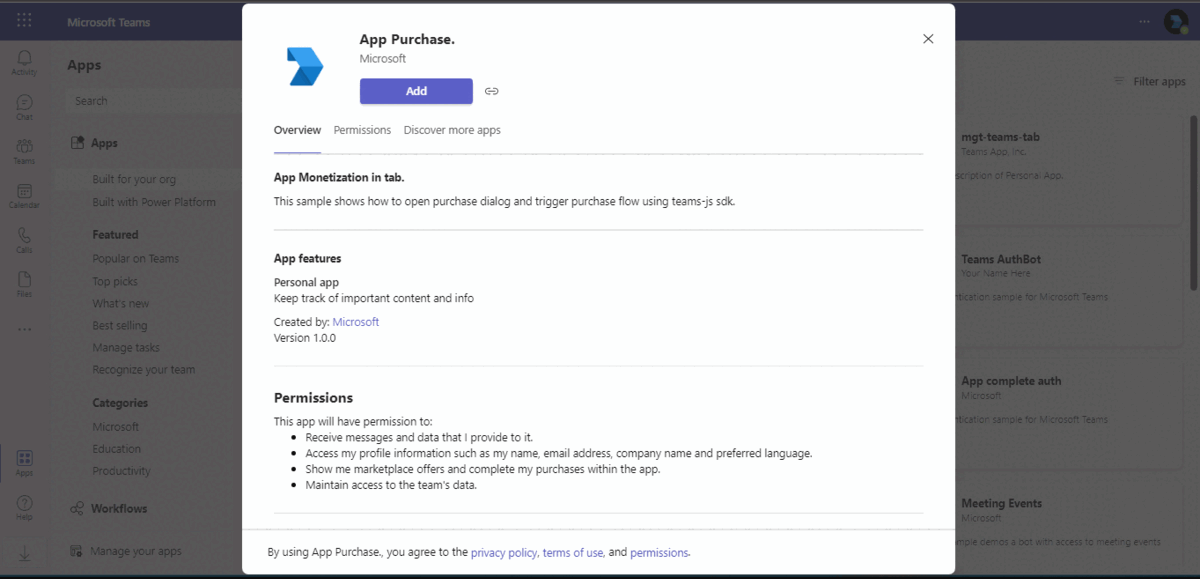 Microsoft Teams
Activity
Chat
Teams
Calendar
Calls
Files
Apps
Help
Apps
Search
Apps
Built for your org
Built with Power Platform
Featured
Popular on Teams
Top picks
What's new
Best selling
Manage tasks
Recognize your team
Categories
Microsoft
Education
Productivity
Workflows
Manage your apps
App Purchase.
Microsoft
Add
Overview Permissions Discover more apps
App Monetization in tab.
This sample shows how to open purchase dialog and trigger purchase flow using teams-js sdk.
App features
Personal app
Keep track of important content and info
Created by: Microsoft
Version 1.0.0
Permissions
This app will have permission to:
Receive messages and data that I provide to it.
Access my profile information such as my name, email address, company name and preferred language.
Show me marketplace offers and complete my purchases within the app.
Maintain access to the team's data.
By using App Purchase., you agree to the privacy policy, terms of use, and permissions.
Filter apps
mgt-teams-tab
Teams App, Inc.
scription of Personal App.
Teams AuthBot
Your Name Here
ntication sample for Microsoft Teams
App complete auth
Microsoft
ntication sample for Microsoft Teams
Meeting Events
Microsoft
mple demos a bot with access to meeting events